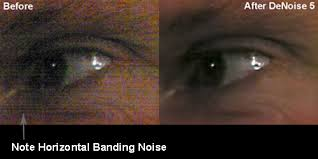 Before
After DeNoise 5
Note Horizontal Banding Noise